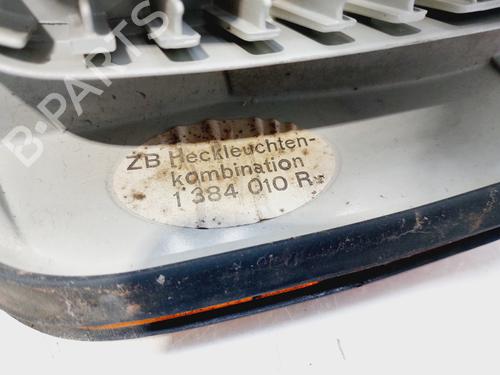 B-PARTS
ZB Heckleuchten-
kombination
1 384 010 R